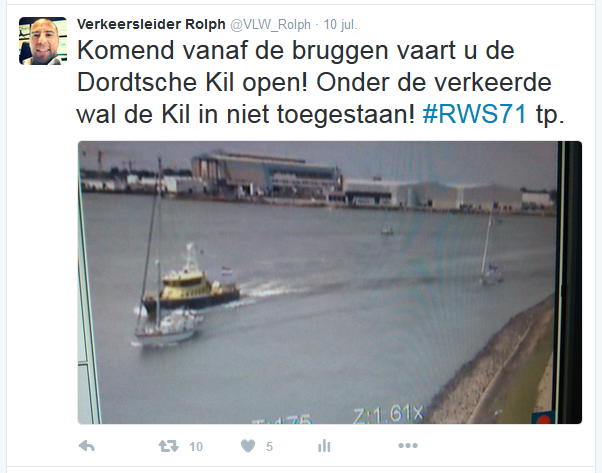 Verkeersleider Rolph @VLW_Rolph · 10 jul.
Komend vanaf de bruggen vaart u de
Dordtsche Kil open! Onder de verkeerde
wal de Kil in niet toegestaan! #RWS71 tp.
T:175 Z:1.61x
10 5